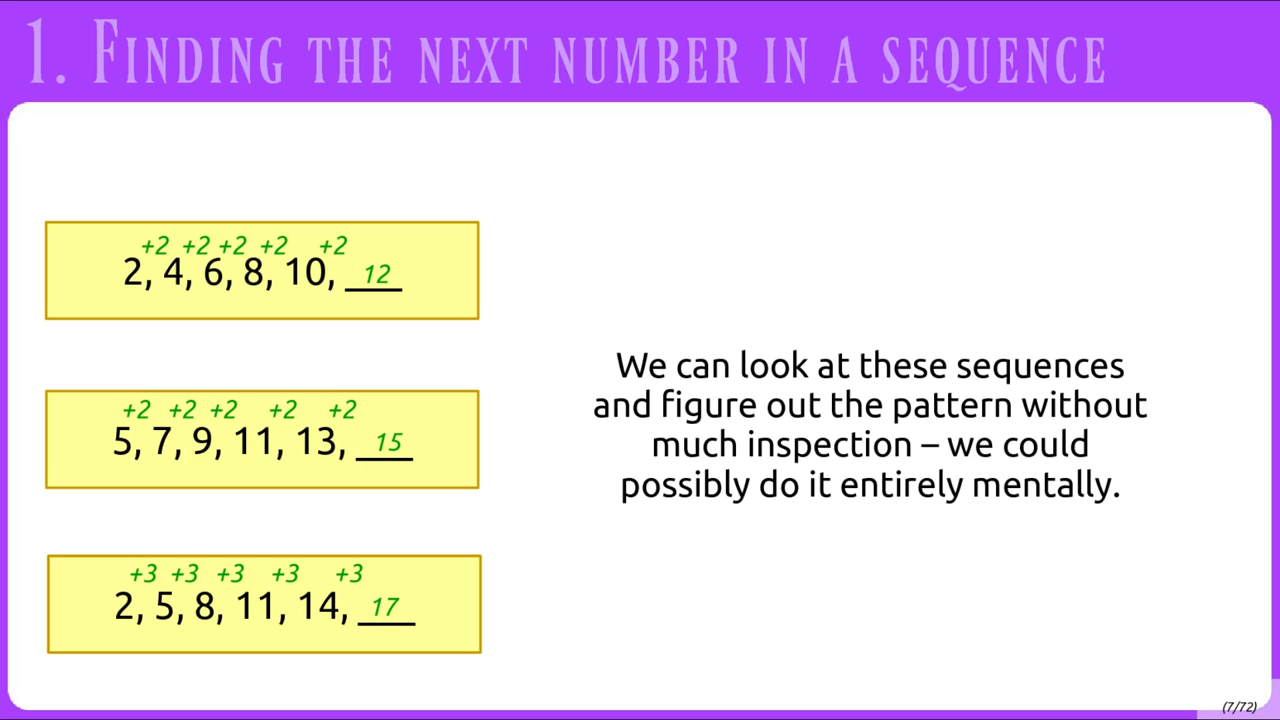 1. Finding the next number in a sequence
+2 +2 +2 +2 +2
2, 4, 6, 8, 10, 12
+2 +2 +2 +2 +2
5, 7, 9, 11, 13, 15
+3 +3 +3 +3 +3
2, 5, 8, 11, 14, 17
We can look at these sequences
and figure out the pattern without
much inspection – we could
possibly do it entirely mentally.
(7/72)